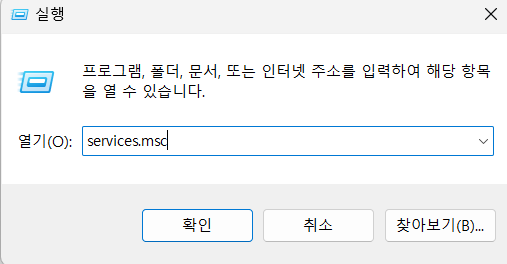 실행
프로그램, 폴더, 문서, 또는 인터넷 주소를 입력하여 해당 항목
을 열 수 있습니다.
열기(O): services.msc
확인 취소 찾아보기(B)...